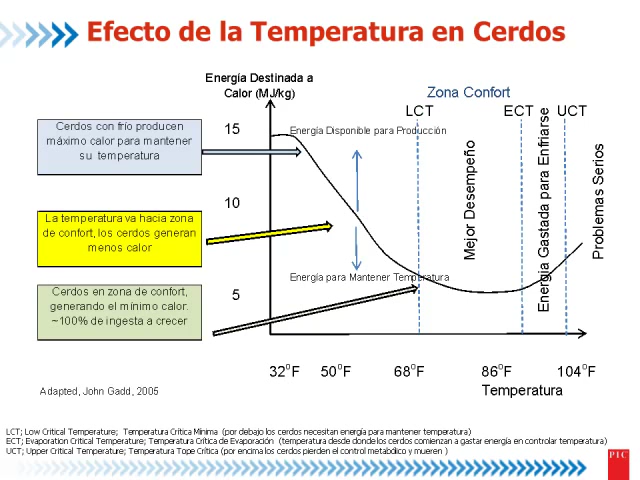 Efecto de la Temperatura en Cerdos
Energía Destinada a
Calor (MJ/kg)
Zona Confort
LCT
ECT
UCT
15
Energía Disponible para Producción
Cerdos con frío producen
máximo calor para mantener
su temperatura
10
La temperatura va hacia zona
de confort, los cerdos generan
menos calor
Mejor Desempeño
Energía Gastada para Enfriarse
Problemas Serios
Energía para Mantener Temperatura
5
Cerdos en zona de confort,
generando el mínimo calor.
~100% de ingesta a crecer
32°F 50°F 68°F 86°F 104°F
Temperatura
Adapted, John Gadd, 2005
LCT; Low Critical Temperature; Temperatura Crítica Mínima (por debajo los cerdos necesitan energía para mantener temperatura)
ECT; Evaporation Critical Temperature; Temperatura Crítica de Evaporación (temperatura desde donde los cerdos comienzan a gastar energía en controlar temperatura)
UCT; Upper Critical Temperature; Temperatura Tope Crítica (por encima los cerdos pierden el control metabólico y mueren )
PIC